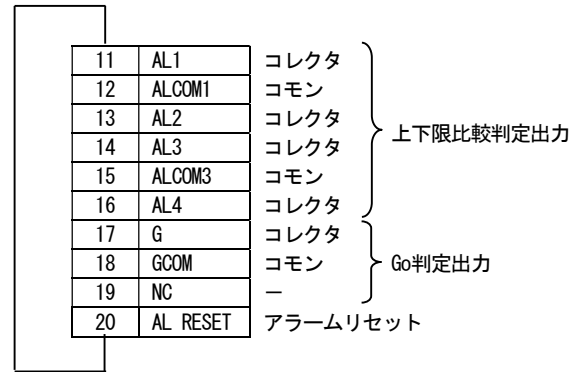 11 AL1 コレクタ
12 ALCOM1 コモン
13 AL2 コレクタ
14 AL3 コレクタ
15 ALCOM3 コモン
16 AL4 コレクタ
上下限比較判定出力
17 G コレクタ
18 GCOM コモン
19 NC －
Go判定出力
20 AL RESET アラームリセット